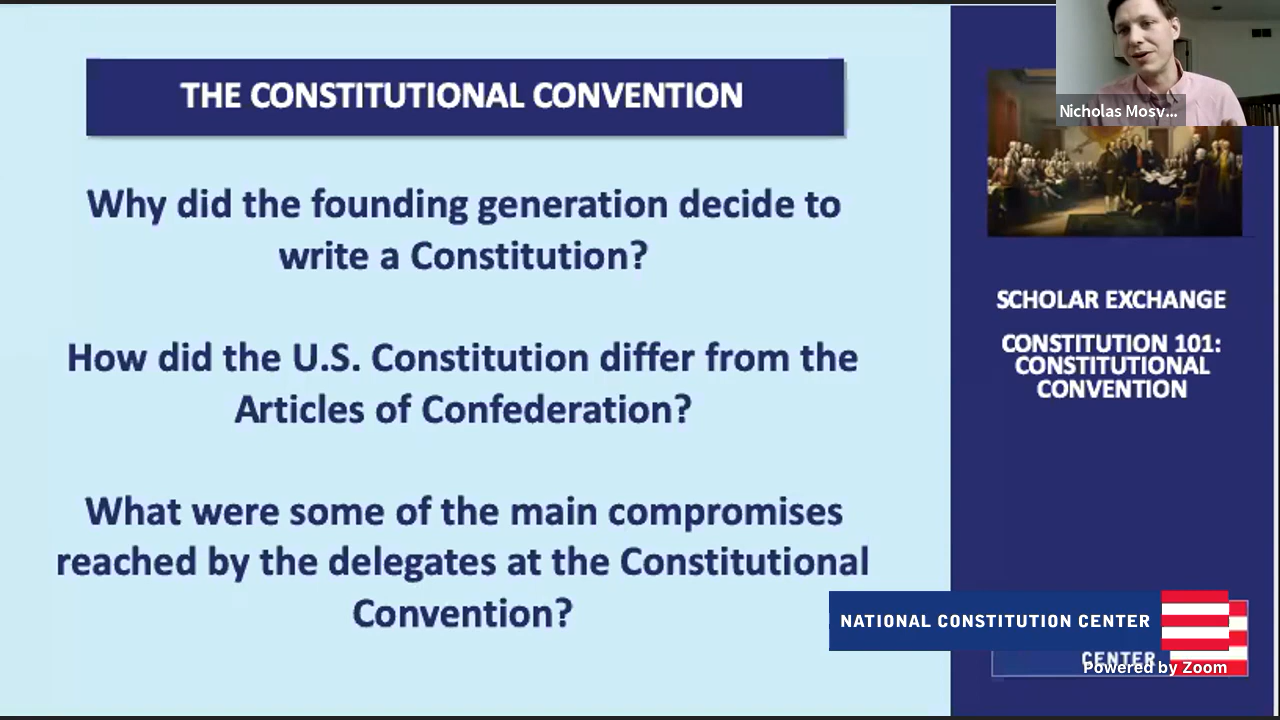 THE CONSTITUTIONAL CONVENTION
Why did the founding generation decide to
write a Constitution?
How did the U.S. Constitution differ from the
Articles of Confederation?
What were some of the main compromises
reached by the delegates at the Constitutional
Convention?
Nicholas Mosv...
SCHOLAR EXCHANGE
CONSTITUTION 101:
CONSTITUTIONAL
CONVENTION
NATIONAL CONSTITUTION CENTER
CENTER
Powered by Zoom